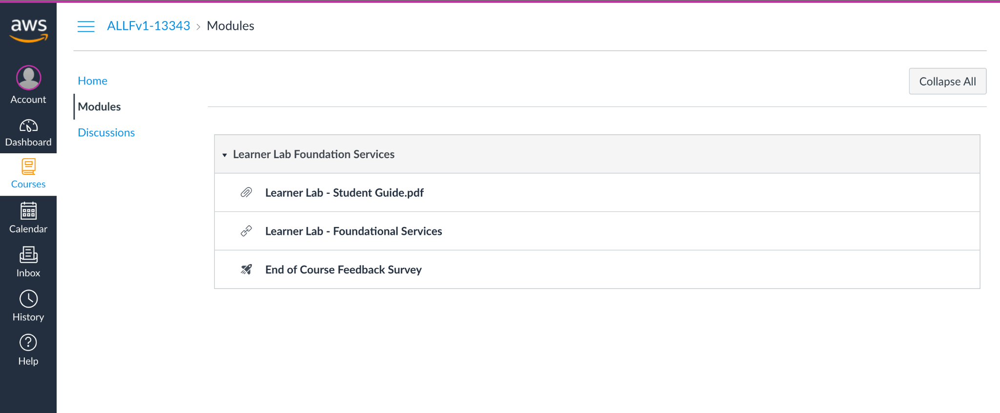 aws
Account
Dashboard
Courses
Calendar
Inbox
History
? Help
ALLFv1-13343 > Modules
Home
Modules
Discussions
Collapse All
Learner Lab Foundation Services
Learner Lab - Student Guide.pdf
Learner Lab - Foundational Services
End of Course Feedback Survey